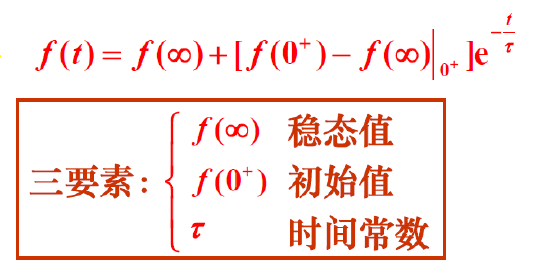 f(t) = f(∞) + [f(0⁺) − f(∞)|₀₊]e^{−t/τ}
三要素：
f(∞) 稳态值
f(0⁺) 初始值
τ 时间常数